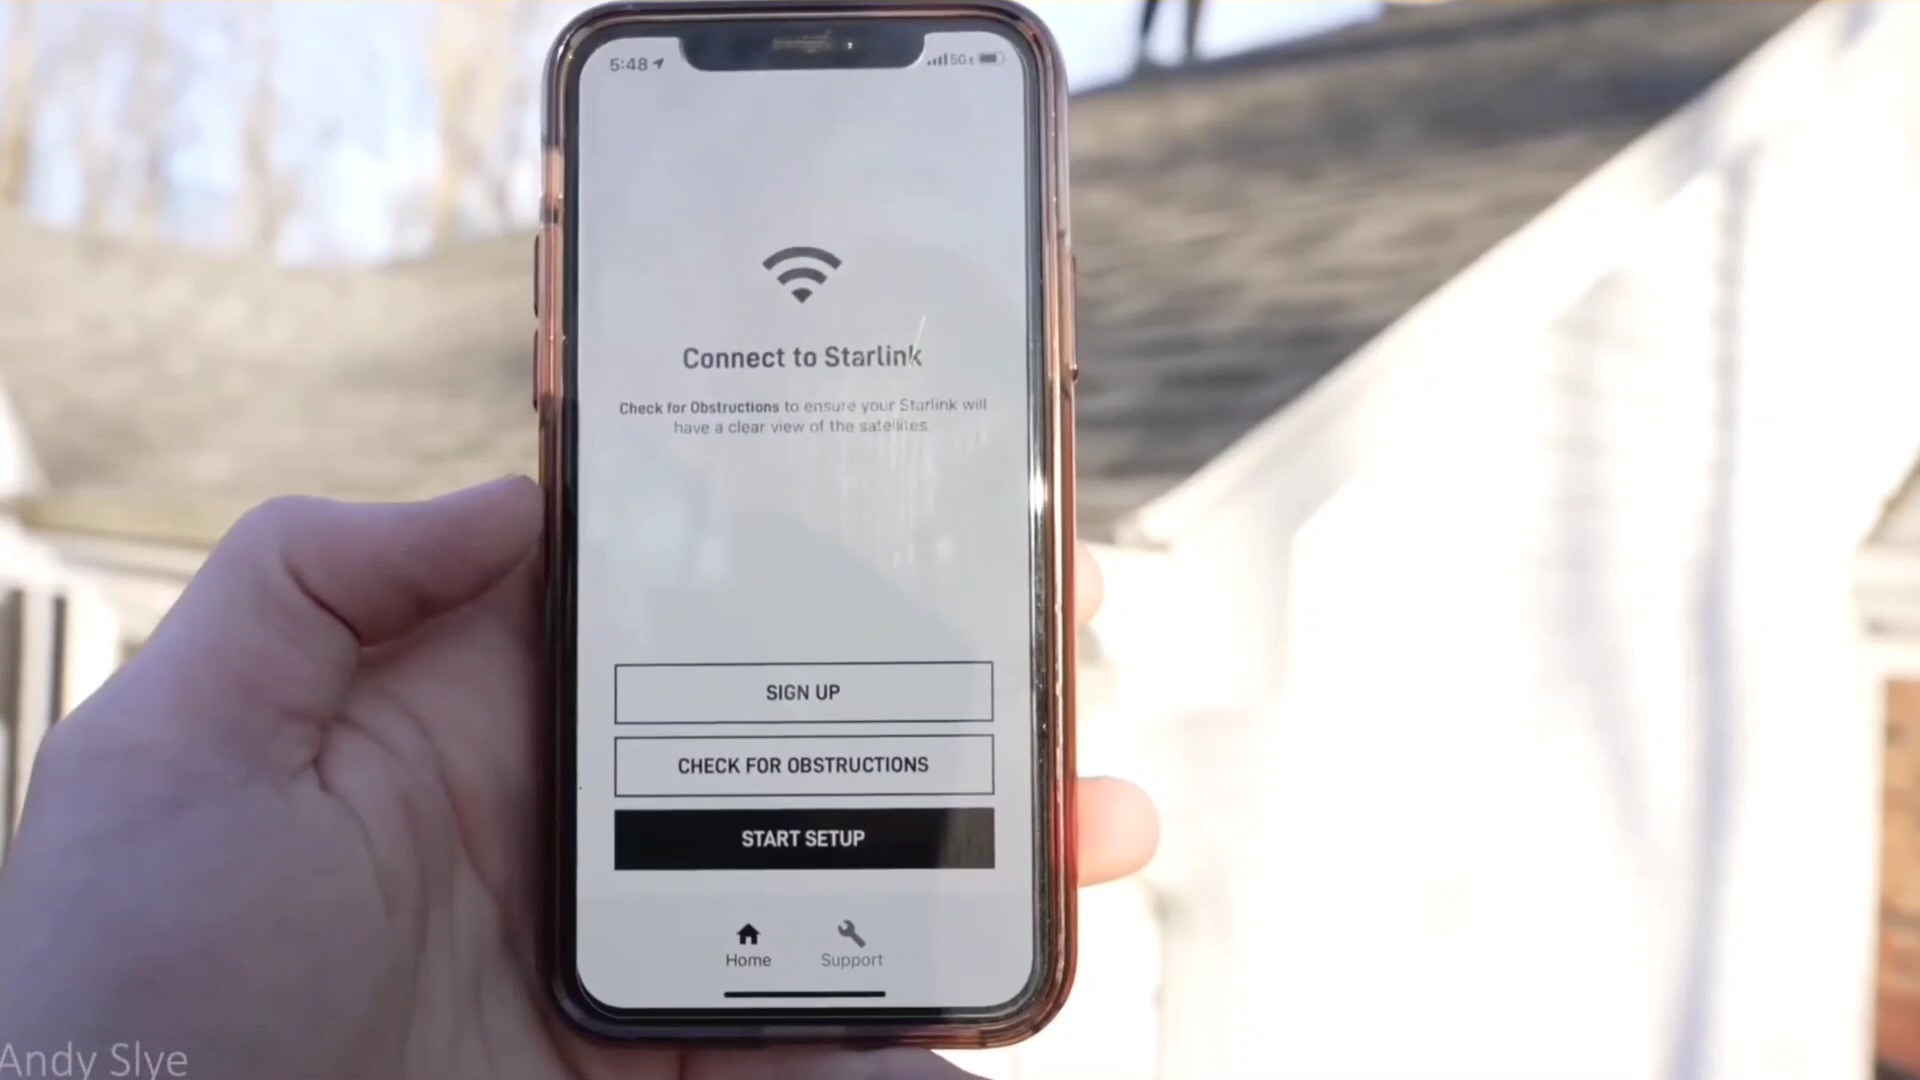 5:48
5G
Connect to Starlink
Check for Obstructions to ensure your Starlink will
have a clear view of the satellites.
SIGN UP
CHECK FOR OBSTRUCTIONS
START SETUP
Home Support
Andy Slye